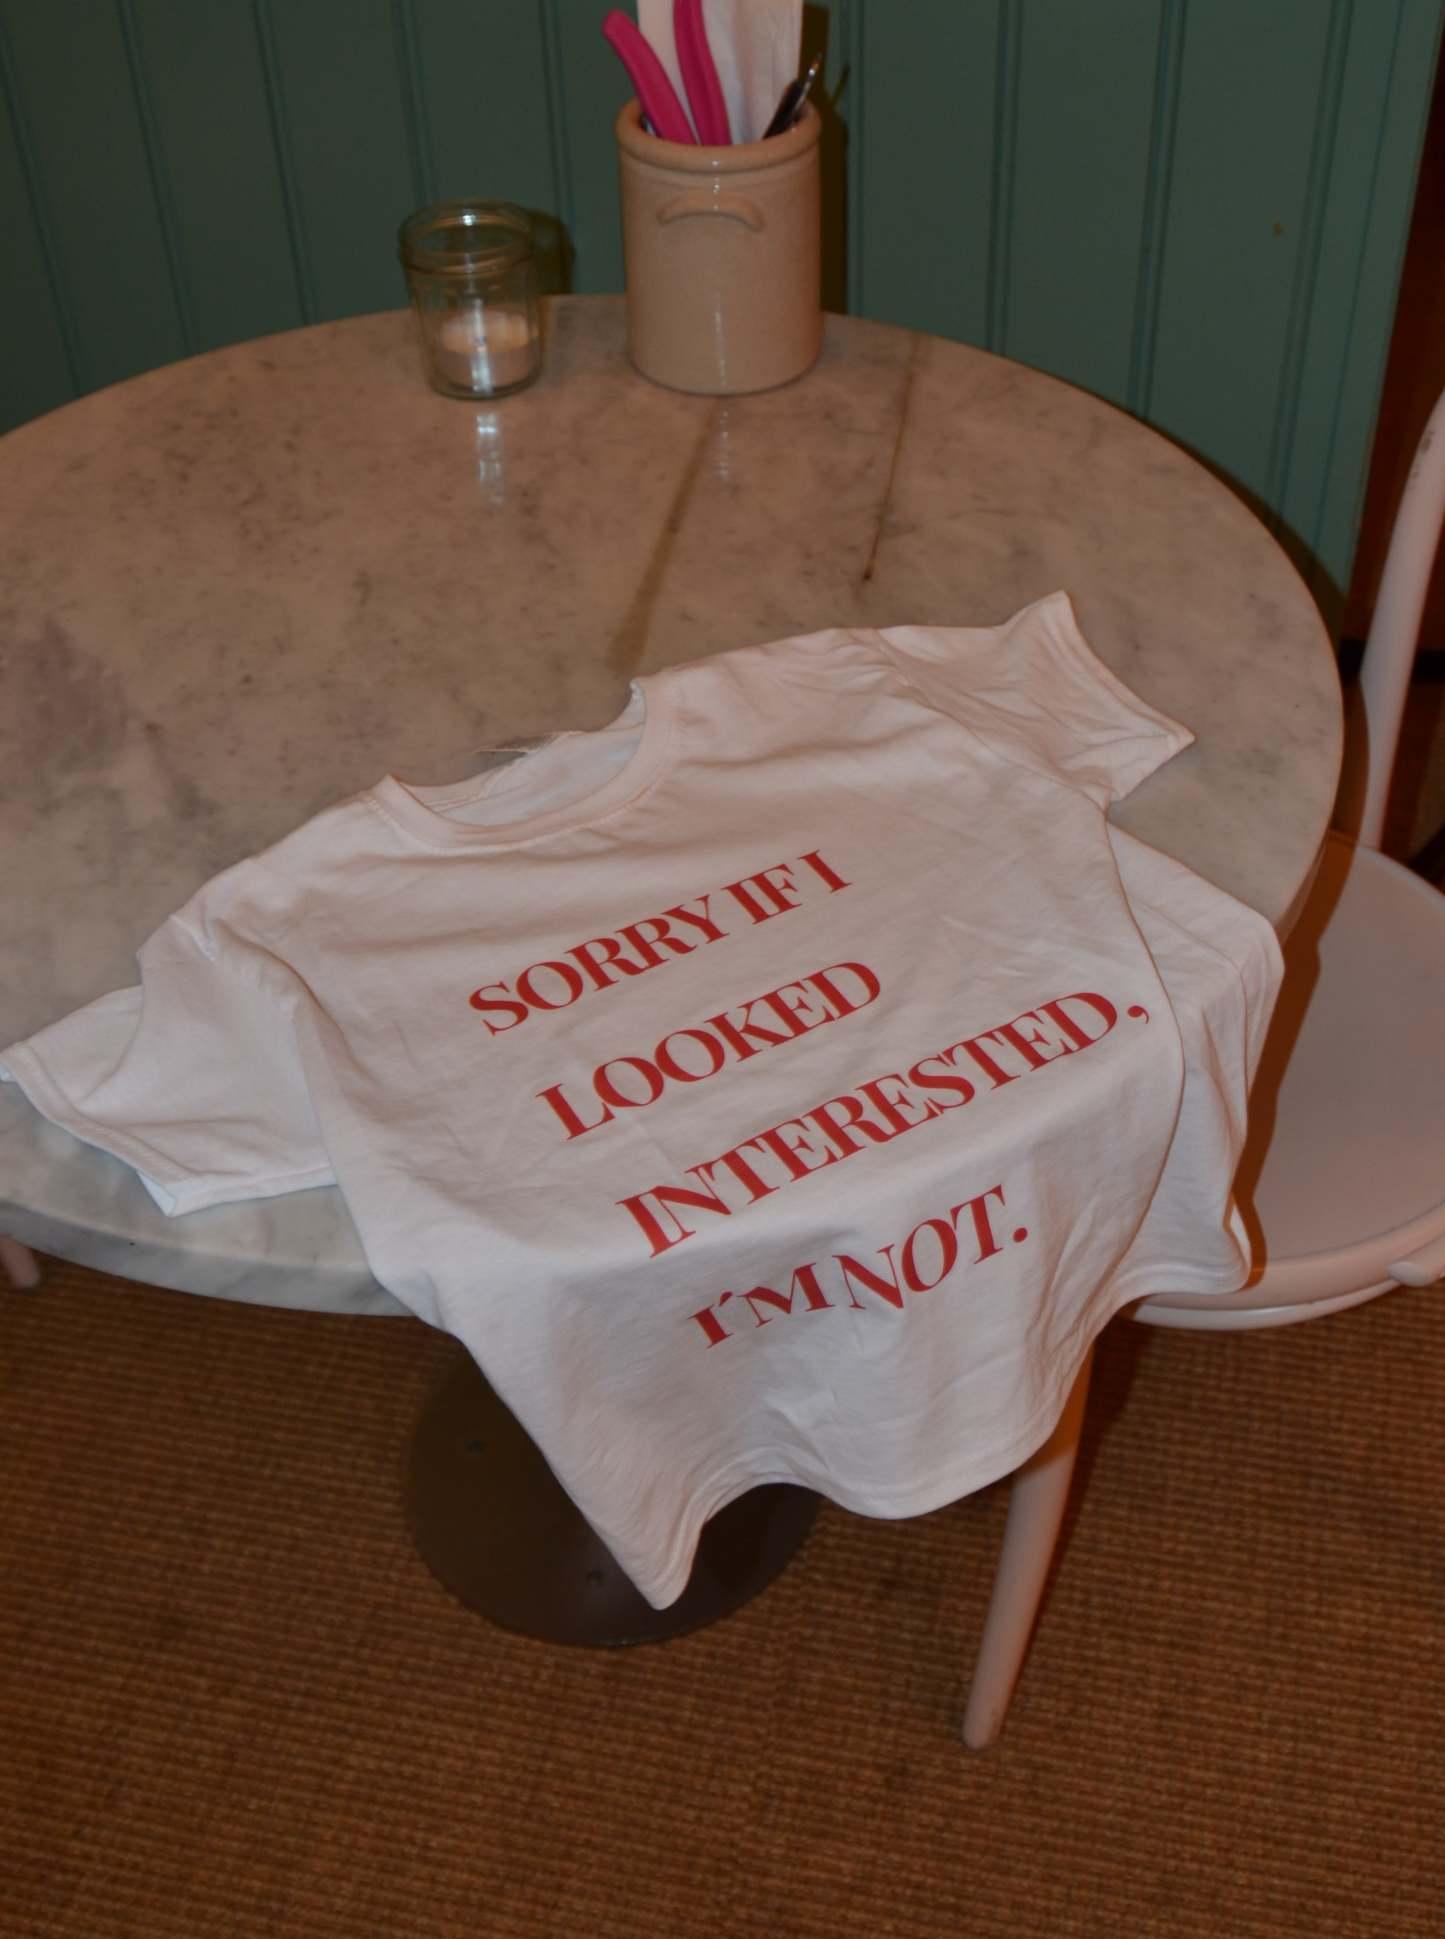 SORRY IF I
LOOKED
INTERESTED,
I´M NOT.